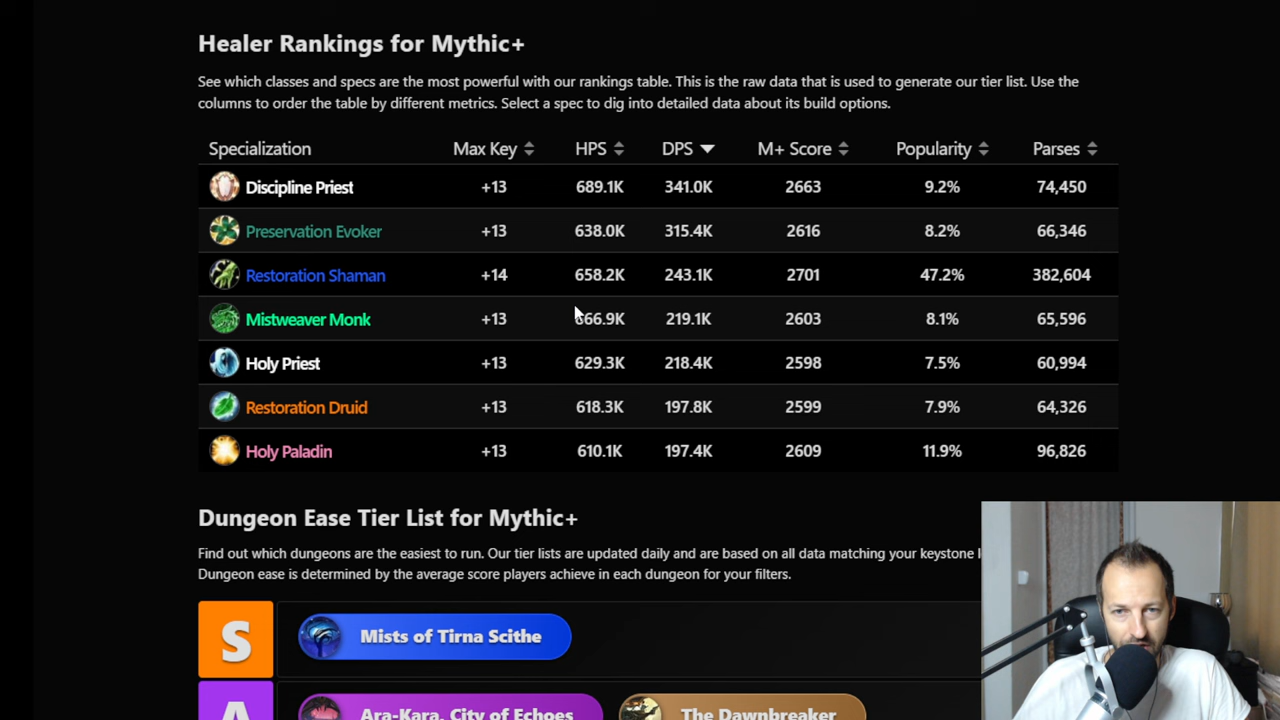 Healer Rankings for Mythic+
See which classes and specs are the most powerful with our rankings table. This is the raw data that is used to generate our tier list. Use the
columns to order the table by different metrics. Select a spec to dig into detailed data about its build options.
Specialization Max Key HPS DPS M+ Score Popularity Parses
Discipline Priest +13 689.1K 341.0K 2663 9.2% 74,450
Preservation Evoker +13 638.0K 315.4K 2616 8.2% 66,346
Restoration Shaman +14 658.2K 243.1K 2701 47.2% 382,604
Mistweaver Monk +13 666.9K 219.1K 2603 8.1% 65,596
Holy Priest +13 629.3K 218.4K 2598 7.5% 60,994
Restoration Druid +13 618.3K 197.8K 2599 7.9% 64,326
Holy Paladin +13 610.1K 197.4K 2609 11.9% 96,826
Dungeon Ease Tier List for Mythic+
Find out which dungeons are the easiest to run. Our tier lists are updated daily and are based on all data matching your keystone
Dungeon ease is determined by the average score players achieve in each dungeon for your filters.
S Mists of Tirna Scithe
A Ara-Kara, City of Echoes The Dawnbreaker